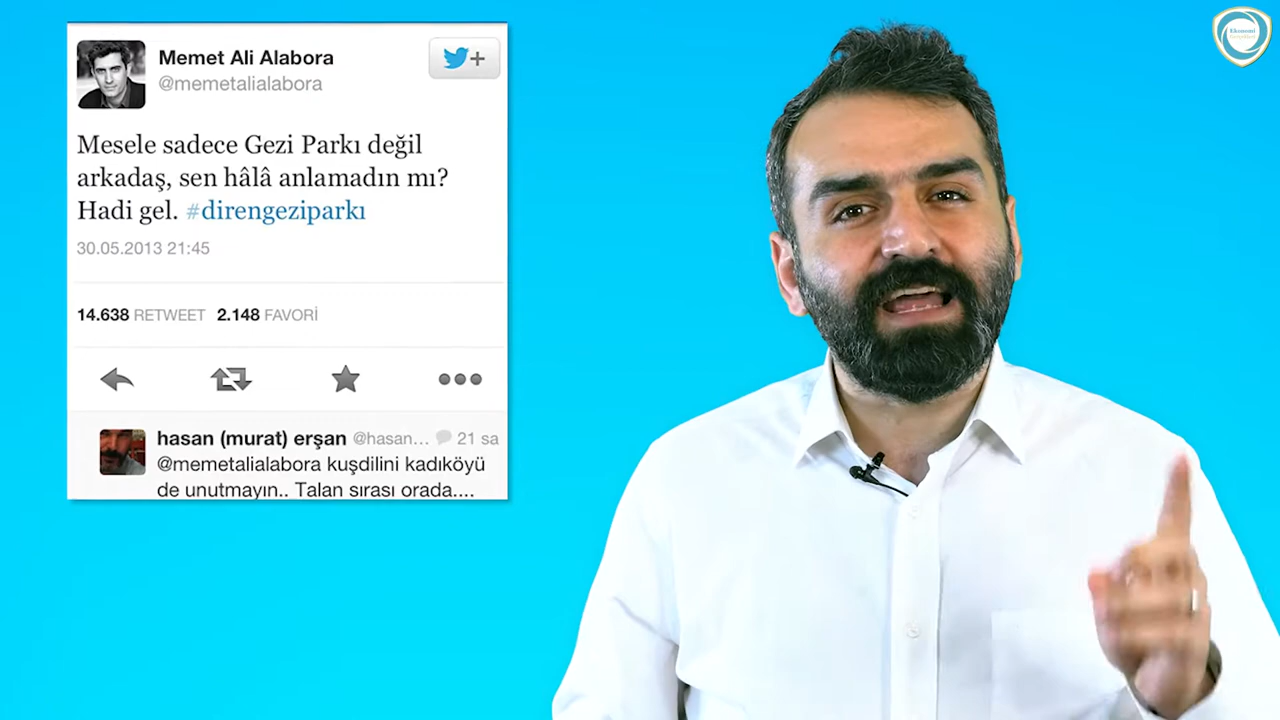 Memet Ali Alabora
@memetalialabora
Mesele sadece Gezi Parkı değil
arkadaş, sen hâlâ anlamadın mı?
Hadi gel. #direngeziparkı
30.05.2013 21:45
14.638 RETWEET 2.148 FAVORİ
hasan (murat) erşan @hasan... 21 sa
@memetalialabora kuşdilini kadıköyü
de unutmayın.. Talan sırası orada....
Ekonomi